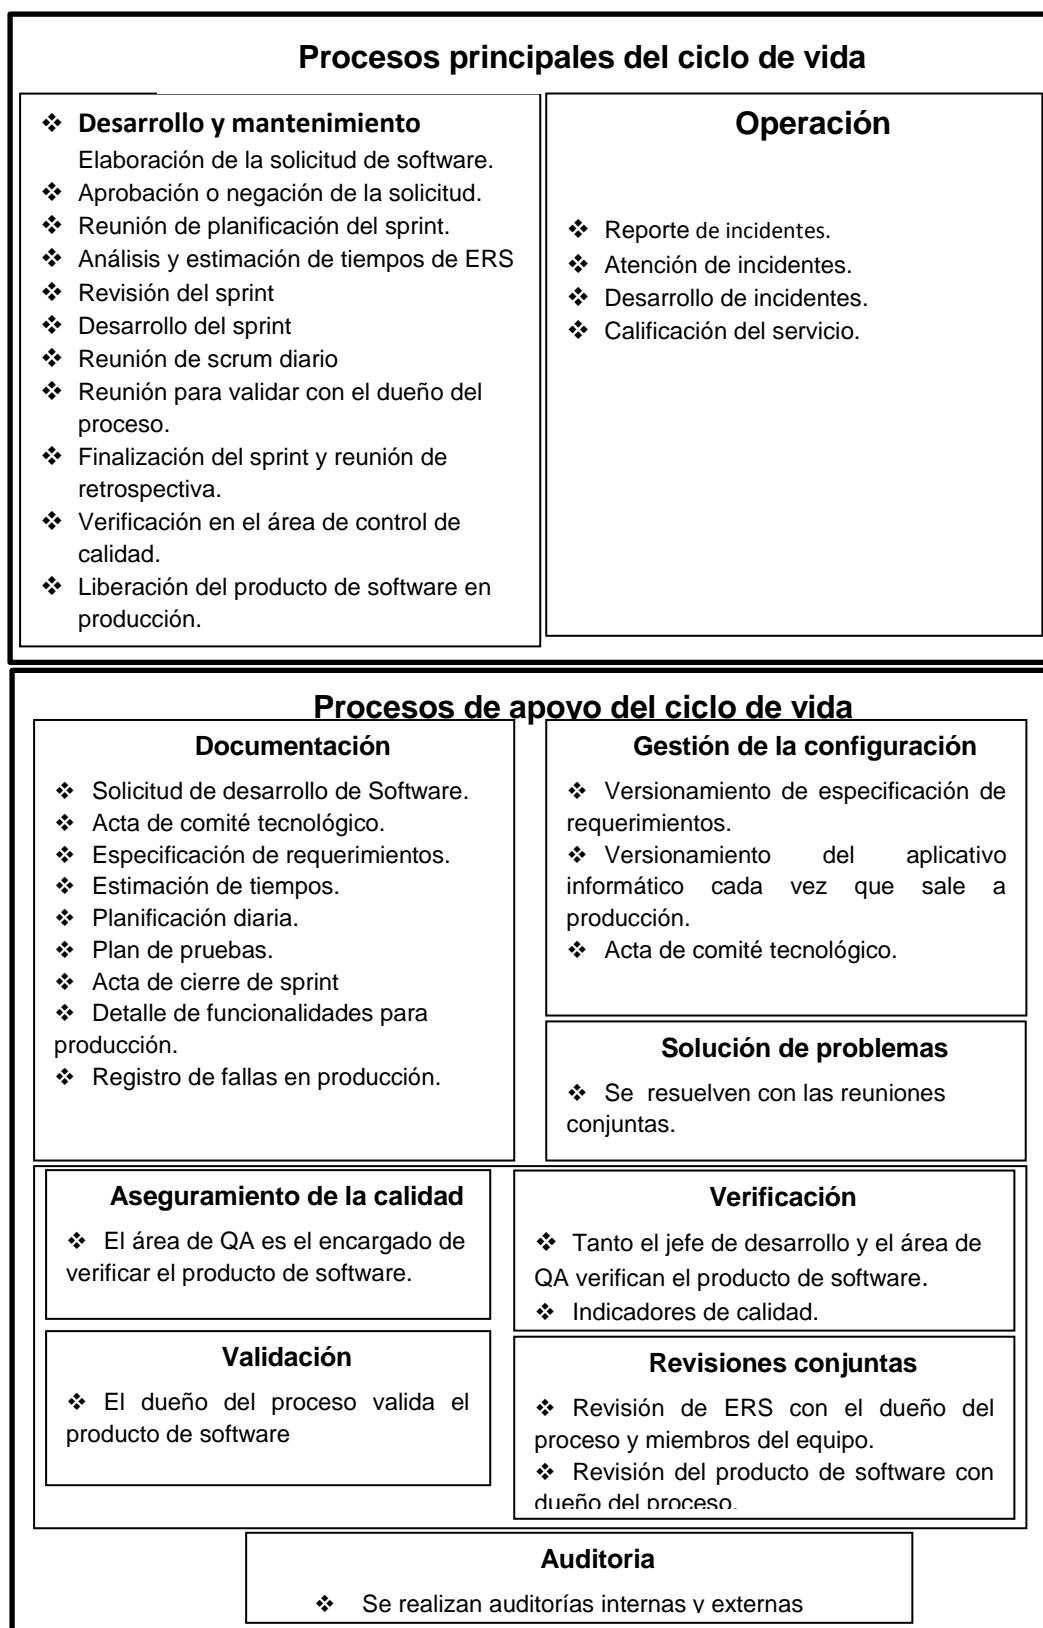 Procesos principales del ciclo de vida
❖ Desarrollo y mantenimiento
Elaboración de la solicitud de software.
❖ Aprobación o negación de la solicitud.
❖ Reunión de planificación del sprint.
❖ Análisis y estimación de tiempos de ERS
❖ Revisión del sprint
❖ Desarrollo del sprint
❖ Reunión de scrum diario
❖ Reunión para validar con el dueño del
proceso.
❖ Finalización del sprint y reunión de
retrospectiva.
❖ Verificación en el área de control de
calidad.
❖ Liberación del producto de software en
producción.
Operación
❖ Reporte de incidentes.
❖ Atención de incidentes.
❖ Desarrollo de incidentes.
❖ Calificación del servicio.
Procesos de apoyo del ciclo de vida
Documentación
❖ Solicitud de desarrollo de Software.
❖ Acta de comité tecnológico.
❖ Especificación de requerimientos.
❖ Estimación de tiempos.
❖ Planificación diaria.
❖ Plan de pruebas.
❖ Acta de cierre de sprint
❖ Detalle de funcionalidades para
producción.
❖ Registro de fallas en producción.
Gestión de la configuración
❖ Versionamiento de especificación de
requerimientos.
❖ Versionamiento del aplicativo
informático cada vez que sale a
producción.
❖ Acta de comité tecnológico.
Solución de problemas
❖ Se resuelven con las reuniones
conjuntas.
Aseguramiento de la calidad
❖ El área de QA es el encargado de
verificar el producto de software.
Verificación
❖ Tanto el jefe de desarrollo y el área de
QA verifican el producto de software.
❖ Indicadores de calidad.
Validación
❖ El dueño del proceso valida el
producto de software
Revisiones conjuntas
❖ Revisión de ERS con el dueño del
proceso y miembros del equipo.
❖ Revisión del producto de software con
dueño del proceso.
Auditoria
❖ Se realizan auditorías internas y externas